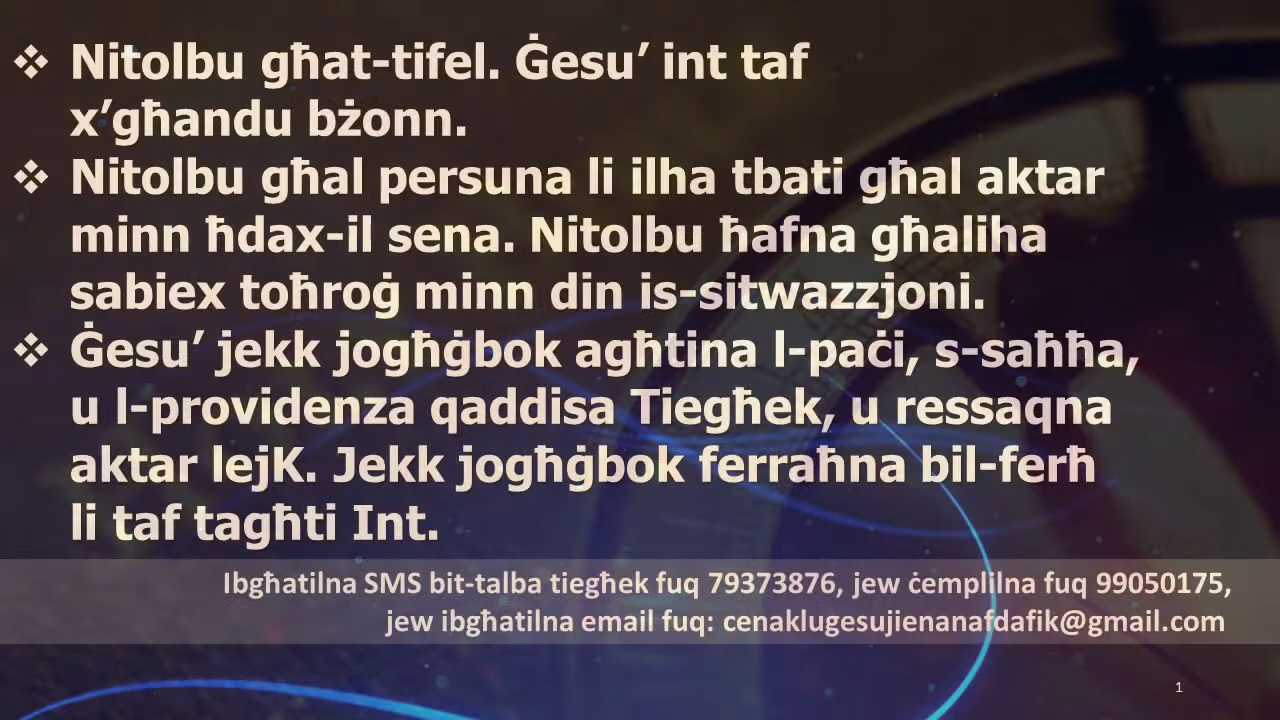 ❖ Nitolbu għat-tifel. Ġesu’ int taf
x’għandu bżonn.
❖ Nitolbu għal persuna li ilha tbati għal aktar
minn ħdax-il sena. Nitolbu ħafna għaliha
sabiex toħroġ minn din is-sitwazzjoni.
❖ Ġesu’ jekk jogħġbok agħtina l-paċi, s-saħħa,
u l-providenza qaddisa Tiegħek, u ressaqna
aktar lejK. Jekk jogħġbok ferraħna bil-ferħ
li taf tagħti Int.
Ibgħatilna SMS bit-talba tiegħek fuq 79373876, jew ċemplilna fuq 99050175,
jew ibgħatilna email fuq: cenaklugesujienanafdafik@gmail.com
1